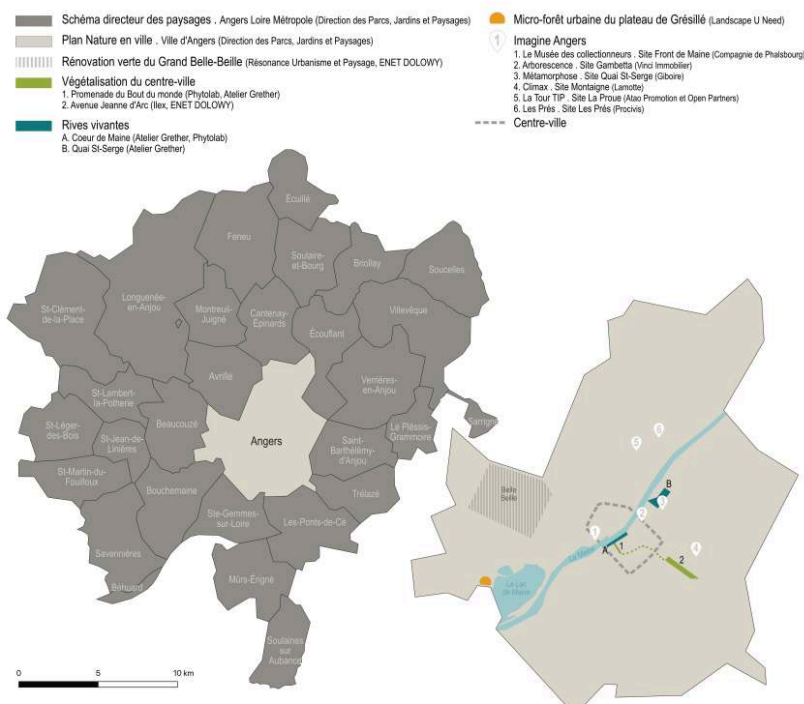 Schéma directeur des paysages . Angers Loire Métropole (Direction des Parcs, Jardins et Paysages)
Plan Nature en ville . Ville d'Angers (Direction des Parcs, Jardins et Paysages)
Rénovation verte du Grand Belle-Beille (Résonance Urbanisme et Paysage, ENET DOLOWY)
Végétalisation du centre-ville
1. Promenade du Bout du monde (Phytolab, Atelier Grether)
2. Avenue Jeanne d'Arc (Ilex, ENET DOLOWY)
Rives vivantes
A. Coeur de Maine (Atelier Grether, Phytolab)
B. Quai St-Serge (Atelier Grether)
Micro-forêt urbaine du plateau de Grésillé (Landscape U Need)
1
Imagine Angers
1. Le Musée des collectionneurs . Site Front de Maine (Compagnie de Phalsbourg)
2. Arborescence . Site Gambetta (Vinci Immobilier)
3. Métamorphose . Site Quai St-Serge (Giboire)
4. Climax . Site Montaigne (Lamotte)
5. La Tour TIP . Site La Proue (Atao Promotion et Open Partners)
6. Les Prés . Site Les Prés (Procivis)
Centre-ville
Écuillé
Feneu
Soulaire-
et-Bourg
Briollay
Soucelles
St-Clément-
de-la-Place
Longuenée-
en-Anjou
Montreuil-
Juigné
Cantenay-
Épinards
Écouflant
Villevêque
Avrillé
Verrières-
en-Anjou
St-Lambert-
la-Potherie
Beaucouzé
Angers
Sarrigné
Le Pléssis-
Grammoire
St-Léger-
des-Bois
St-Jean-de-
Linières
Saint-
Barthélémy-
d'Anjou
St-Martin-du-
Fouilloux
Bouchemaine
Trélazé
Ste-Gemmes-
sur-Loire
Les-Ponts-de-Cé
Savennières
Béhuard
Mûrs-Erigné
Soulaines
sur
Aubance
0 5 10 km
5
6
Belle
Beille
B
3
2
1
4
La Maine
A
1
2
Le Lac
de Maine